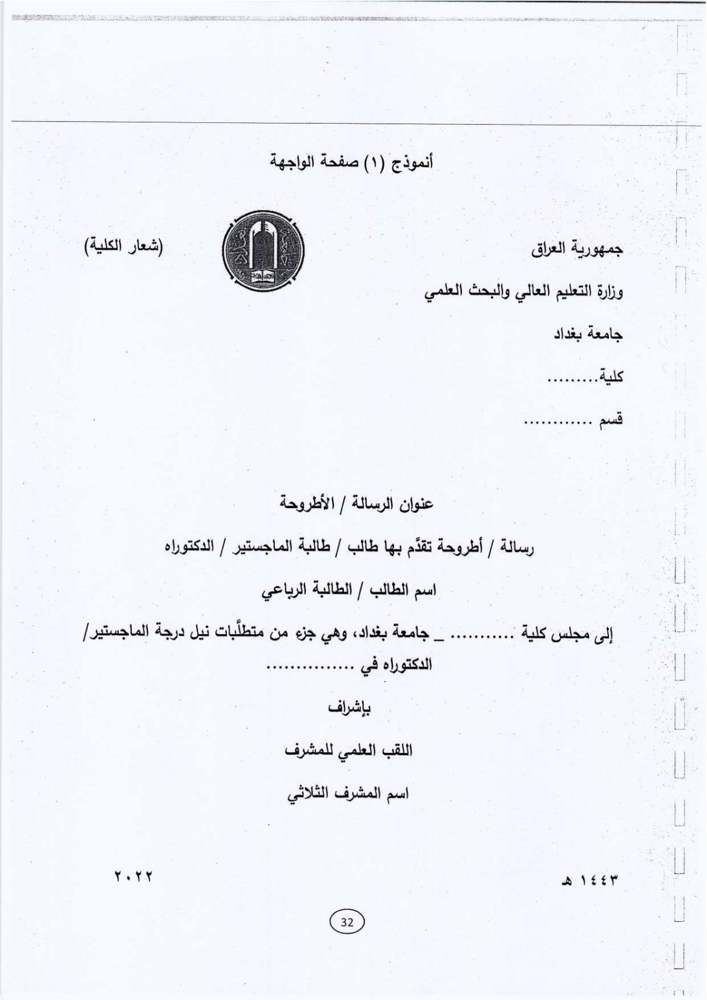 أنموذج (١) صفحة الواجهة
جمهورية العراق
(شعار الكلية)
وزارة التعليم العالي والبحث العلمي
جامعة بغداد
كلية.........
قسم ............
عنوان الرسالة / الأطروحة
رسالة / أطروحة تقدَّم بها طالب / طالبة الماجستير / الدكتوراه
اسم الطالب / الطالبة الرباعي
إلى مجلس كلية ........... _ جامعة بغداد، وهي جزء من متطلَّبات نيل درجة الماجستير/
الدكتوراه في ...............
بإشراف
اللقب العلمي للمشرف
اسم المشرف الثلاثي
١٤٤٣ هـ
٢٠٢٢
32